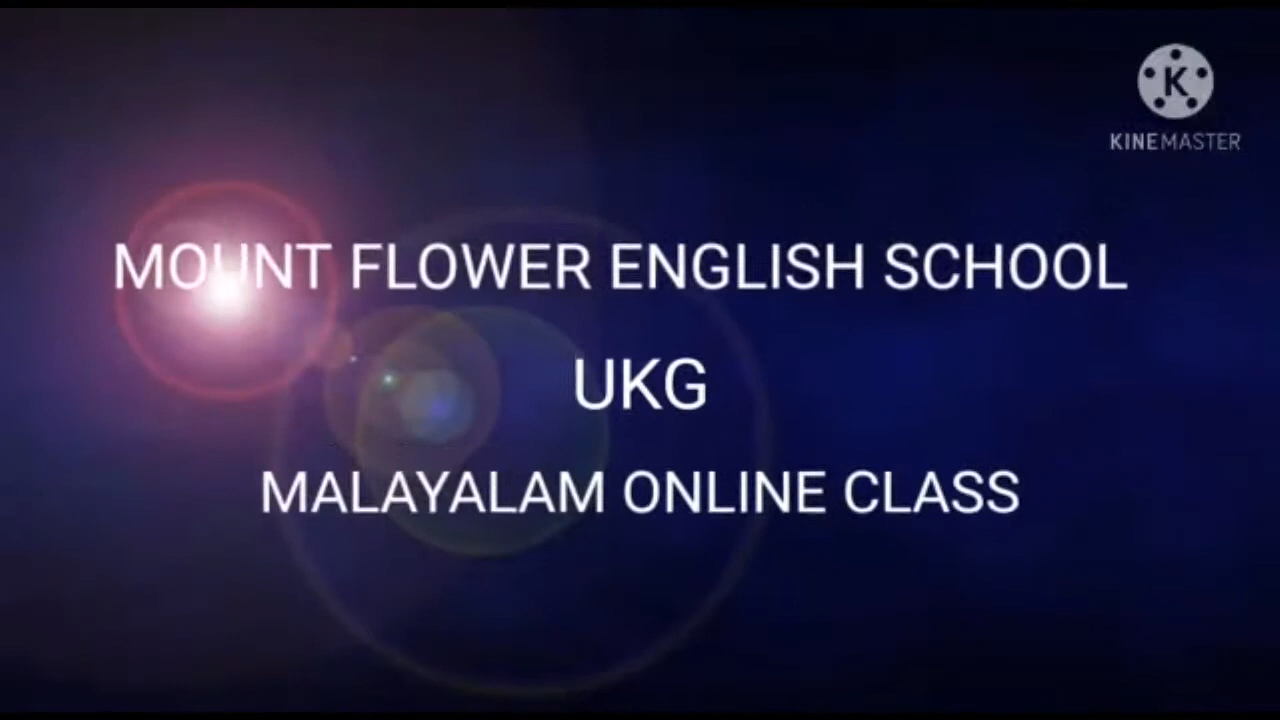 K
KINEMASTER
MOUNT FLOWER ENGLISH SCHOOL
UKG
MALAYALAM ONLINE CLASS